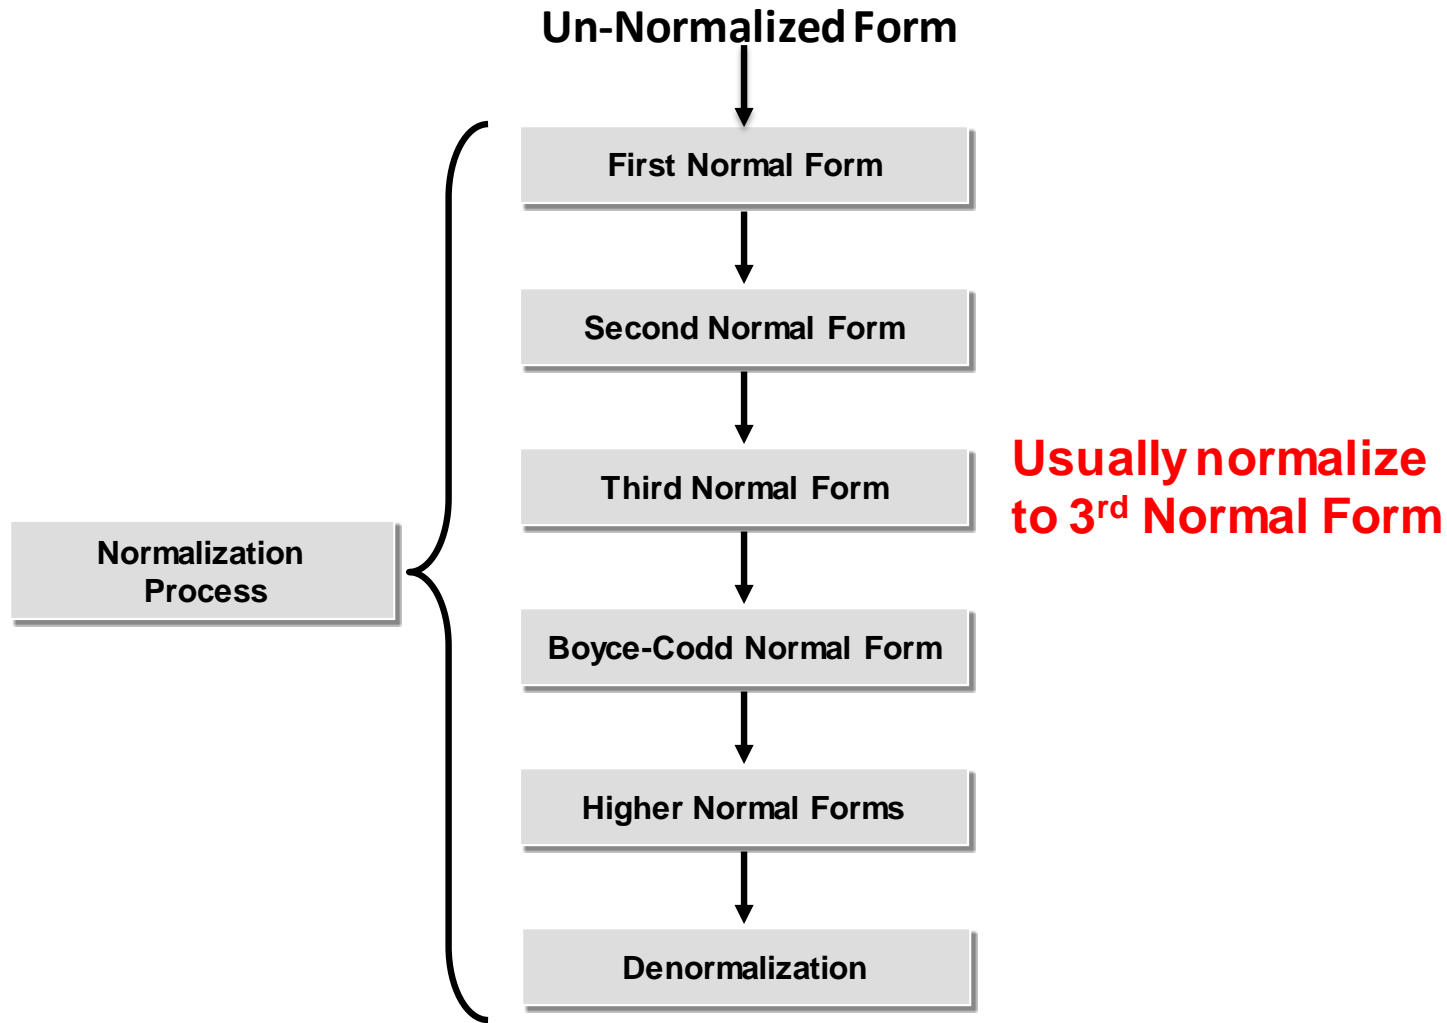 Un-Normalized Form
First Normal Form
Second Normal Form
Third Normal Form
Usually normalize
to 3rd Normal Form
Normalization
Process
Boyce-Codd Normal Form
Higher Normal Forms
Denormalization